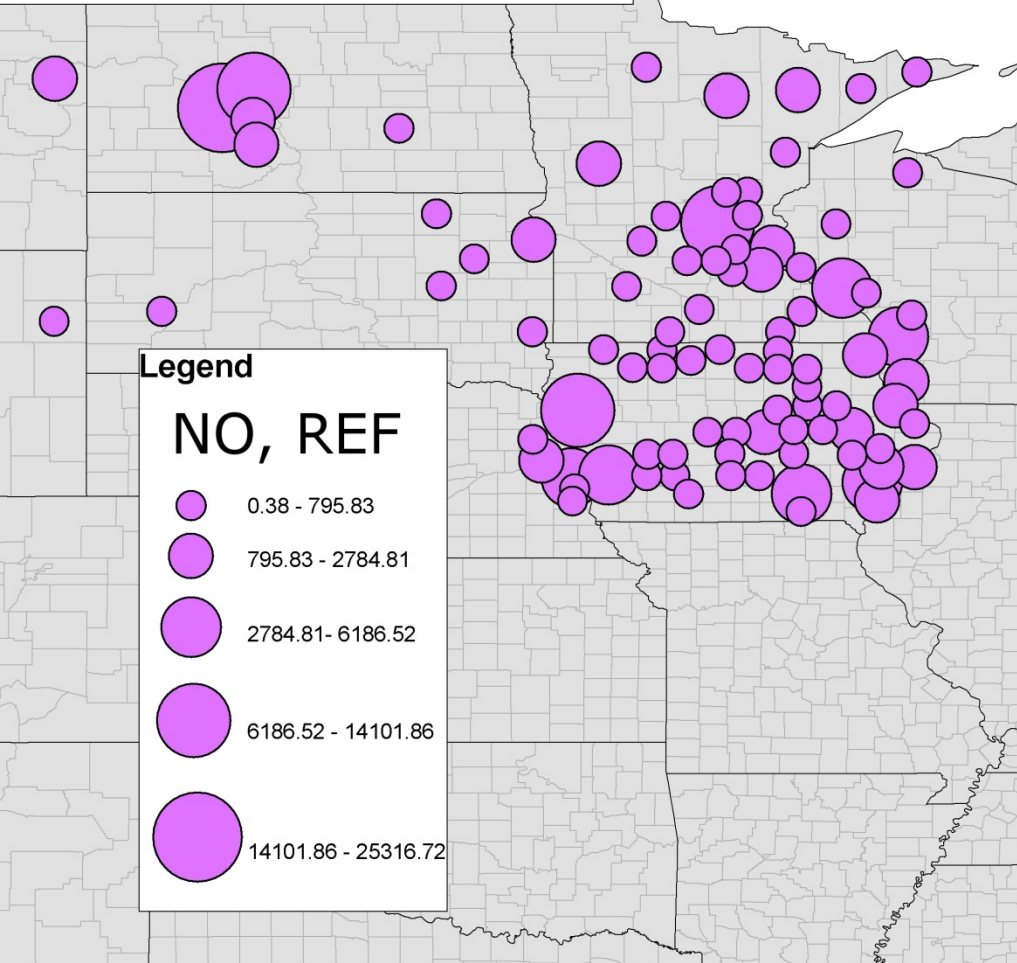 Legend
NO, REF
0.38 - 795.83
795.83 - 2784.81
2784.81- 6186.52
6186.52 - 14101.86
14101.86 - 25316.72